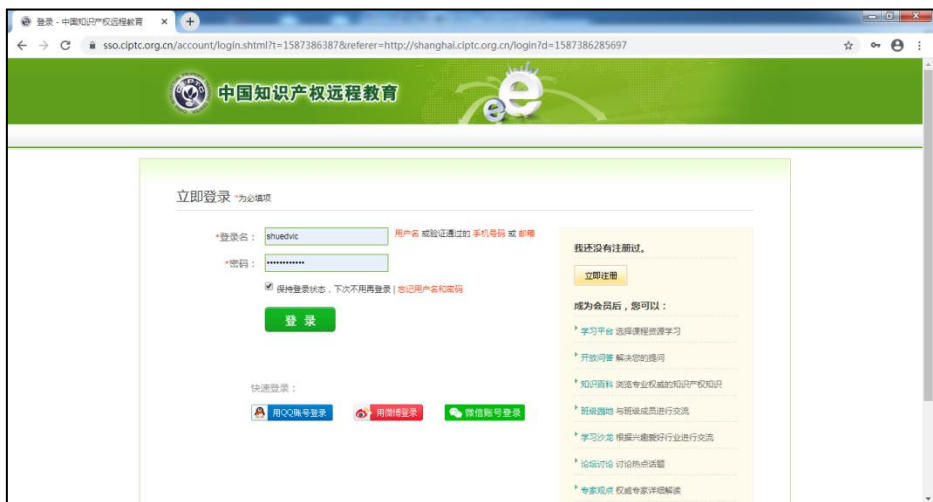 登录 - 中国知识产权远程教育
sso.ciptc.org.cn/account/login.shtml?t=1587386387&referer=http://shanghai.ciptc.org.cn/login?d=1587386285697
中国知识产权远程教育
立即登录 *为必填项
*登录名： shuedvic 用户名 或验证通过的 手机号码 或 邮箱
*密码： ••••••••••••
保持登录状态，下次不用再登录 | 忘记用户名和密码
登 录
快速登录：
用QQ账号登录 用微博登录 微信账号登录
我还没有注册过。
立即注册
成为会员后，您可以：
学习平台 选择课程资源学习
开放问答 解决您的提问
知识百科 浏览专业权威的知识产权知识
班级园地 与班级成员进行交流
学习沙龙 根据兴趣爱好行业进行交流
论坛讨论 讨论热点话题
专家观点 权威专家详细解读